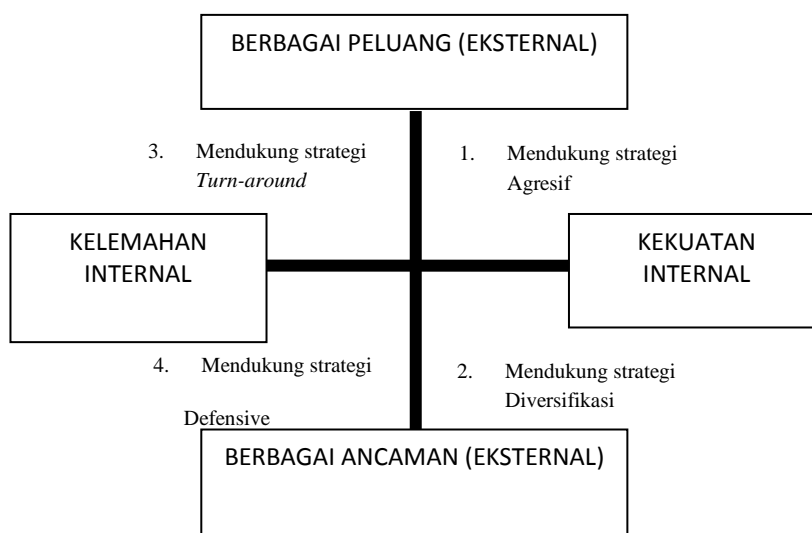 BERBAGAI PELUANG (EKSTERNAL)
3. Mendukung strategi
Turn-around
1. Mendukung strategi
Agresif
KELEMAHAN
INTERNAL
KEKUATAN
INTERNAL
4. Mendukung strategi
Defensive
2. Mendukung strategi
Diversifikasi
BERBAGAI ANCAMAN (EKSTERNAL)